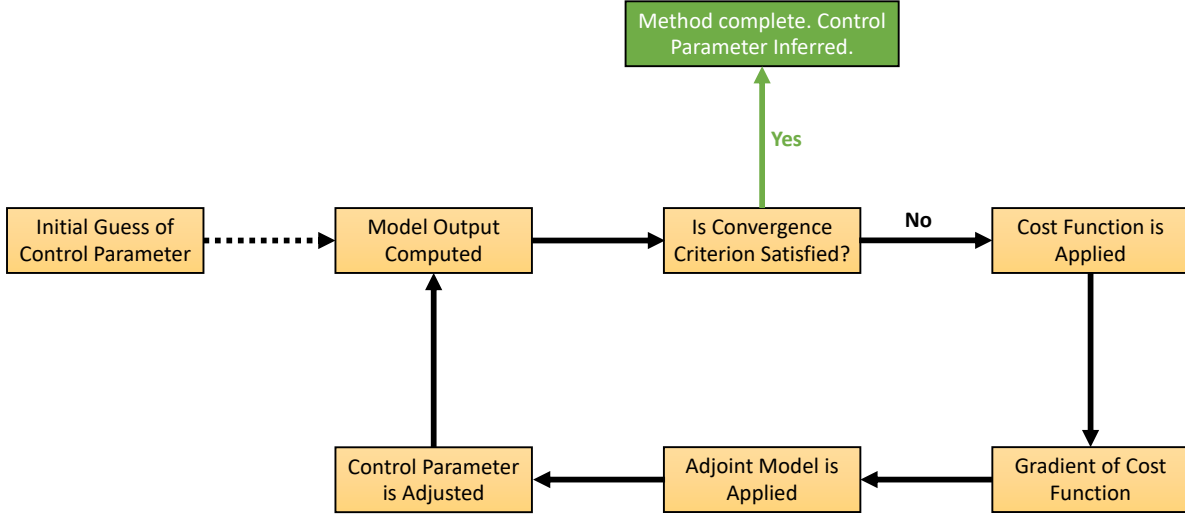 Method complete. Control
Parameter Inferred.
Yes
Initial Guess of
Control Parameter
Model Output
Computed
Is Convergence
Criterion Satisfied?
No
Cost Function is
Applied
Control Parameter
is Adjusted
Adjoint Model is
Applied
Gradient of Cost
Function